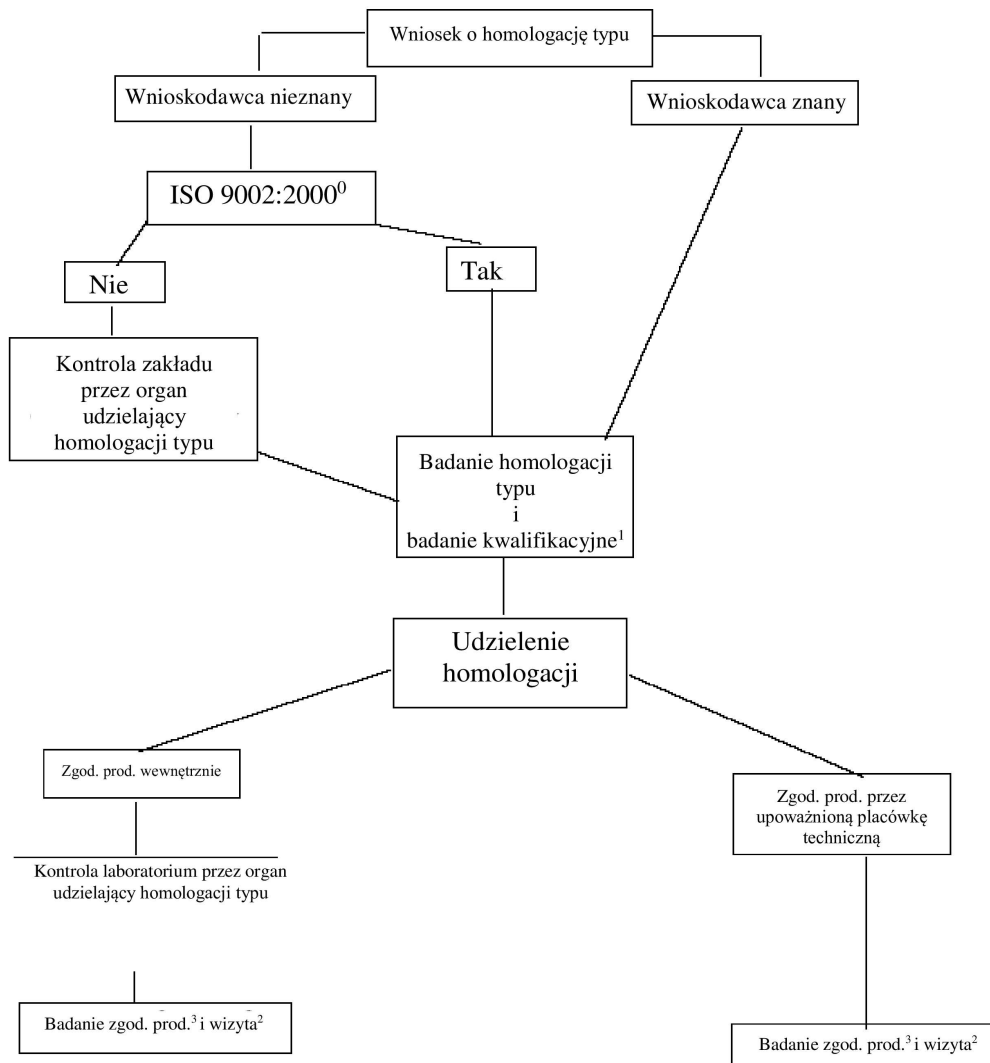 Wniosek o homologację typu
Wnioskodawca nieznany
Wnioskodawca znany
ISO 9002:2000⁰
Nie
Tak
Kontrola zakładu
przez organ
udzielający
homologacji typu
Badanie homologacji
typu
i
badanie kwalifikacyjne¹
Udzielenie
homologacji
Zgod. prod. wewnętrznie
Zgod. prod. przez
upoważnioną placówkę
techniczną
Kontrola laboratorium przez organ
udzielający homologacji typu
Badanie zgod. prod.³ i wizyta²
Badanie zgod. prod.³ i wizyta²